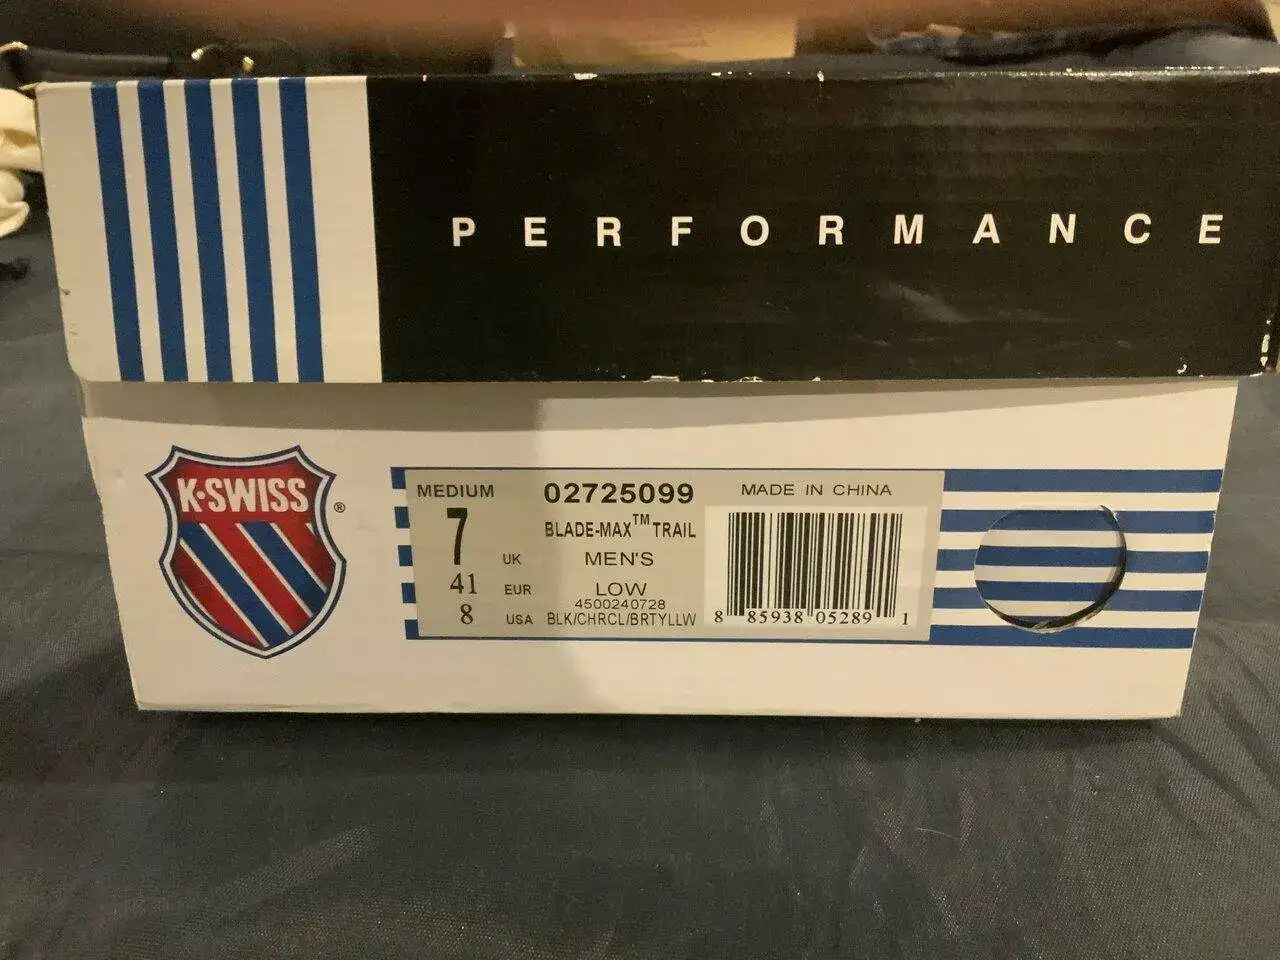 PERFORMANCE
K·SWISS
®
MEDIUM
7 UK
41 EUR
8 USA
02725099
BLADE-MAX™ TRAIL
MEN'S
LOW
4500240728
BLK/CHRCL/BRTYLLW
MADE IN CHINA
8 85938 05289 1